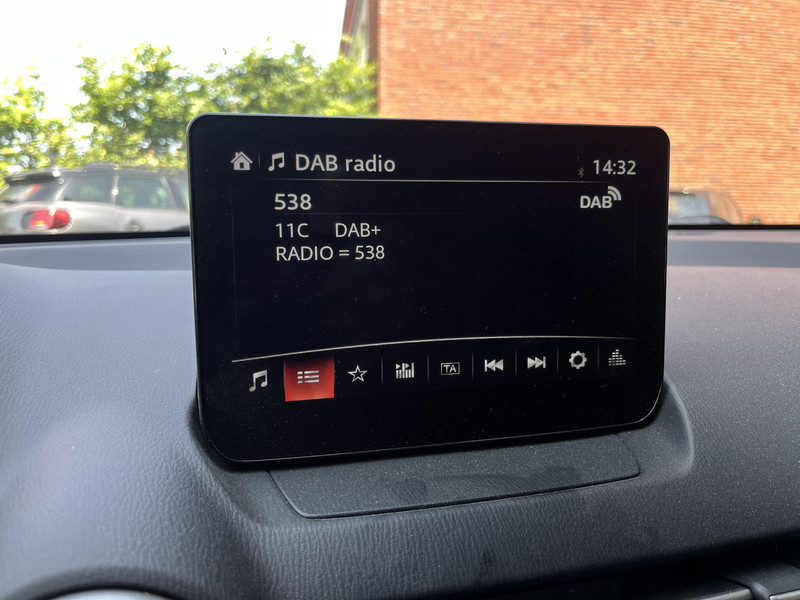 DAB radio 14:32
538 DAB
11C DAB+
RADIO = 538
TA